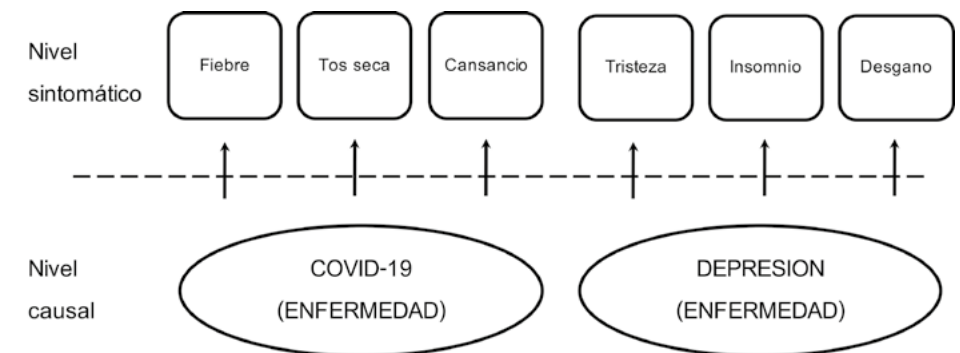 Nivel
sintomático
Fiebre
Tos seca
Cansancio
Tristeza
Insomnio
Desgano
Nivel
causal
COVID-19
(ENFERMEDAD)
DEPRESION
(ENFERMEDAD)